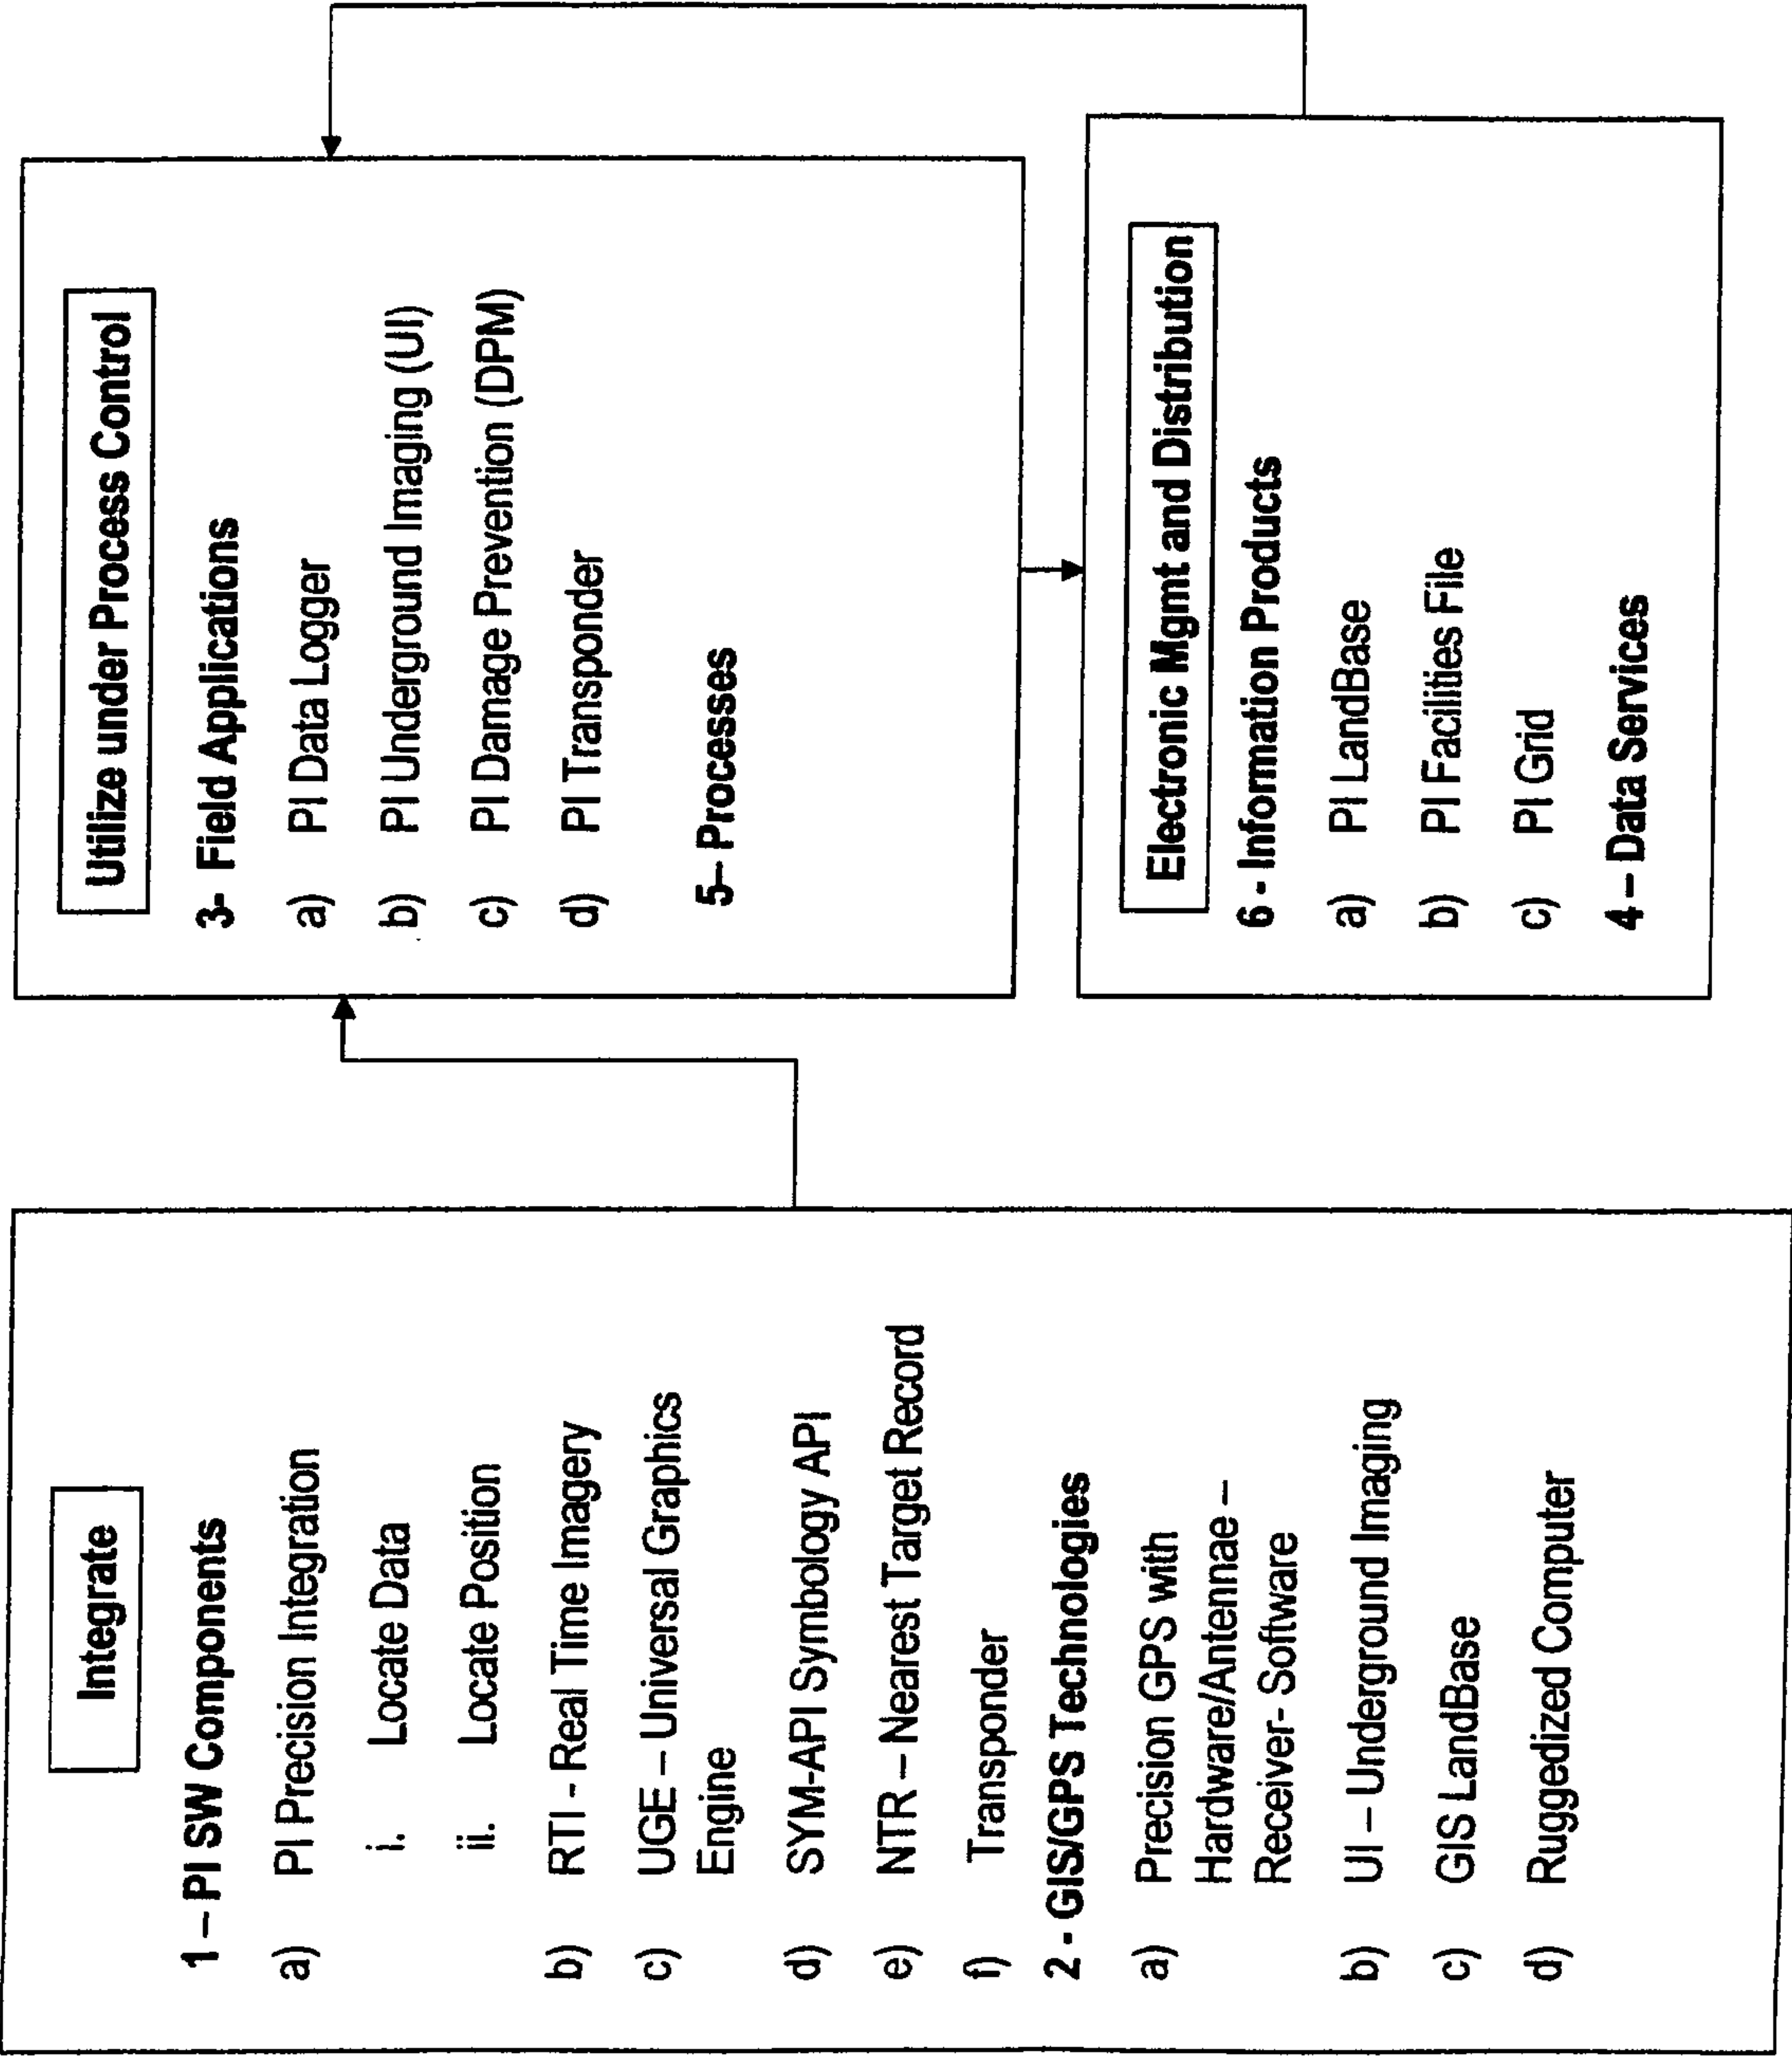 Integrate
1 – PI SW Components
a) PI Precision Integration
i. Locate Data
ii. Locate Position
b) RTI - Real Time Imagery
c) UGE – Universal Graphics
Engine
d) SYM-API Symbology API
e) NTR – Nearest Target Record
f) Transponder
2 - GIS/GPS Technologies
a) Precision GPS with
Hardware/Antennae –
Receiver- Software
b) UI – Underground Imaging
c) GIS LandBase
d) Ruggedized Computer
Utilize under Process Control
3- Field Applications
a) PI Data Logger
b) PI Underground Imaging (UI)
c) PI Damage Prevention (DPM)
d) PI Transponder
5– Processes
Electronic Mgmt and Distribution
6 - Information Products
a) PI LandBase
b) PI Facilities File
c) PI Grid
4 – Data Services